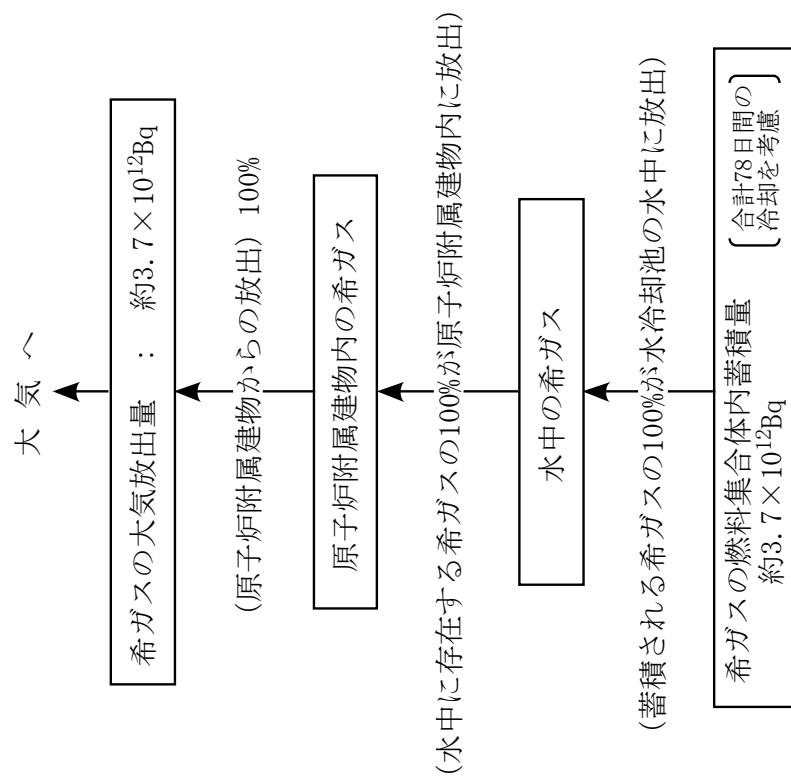 大 気 へ
希ガスの大気放出量 ： 約3.7×10¹²Bq
(原子炉附属建物からの放出) 100%
原子炉附属建物内の希ガス
(水中に存在する希ガスの100%が原子炉附属建物内に放出)
水中の希ガス
(蓄積される希ガスの100%が水冷却池の水中に放出)
希ガスの燃料集合体内蓄積量
約3.7×10¹²Bq
合計78日間の
冷却を考慮